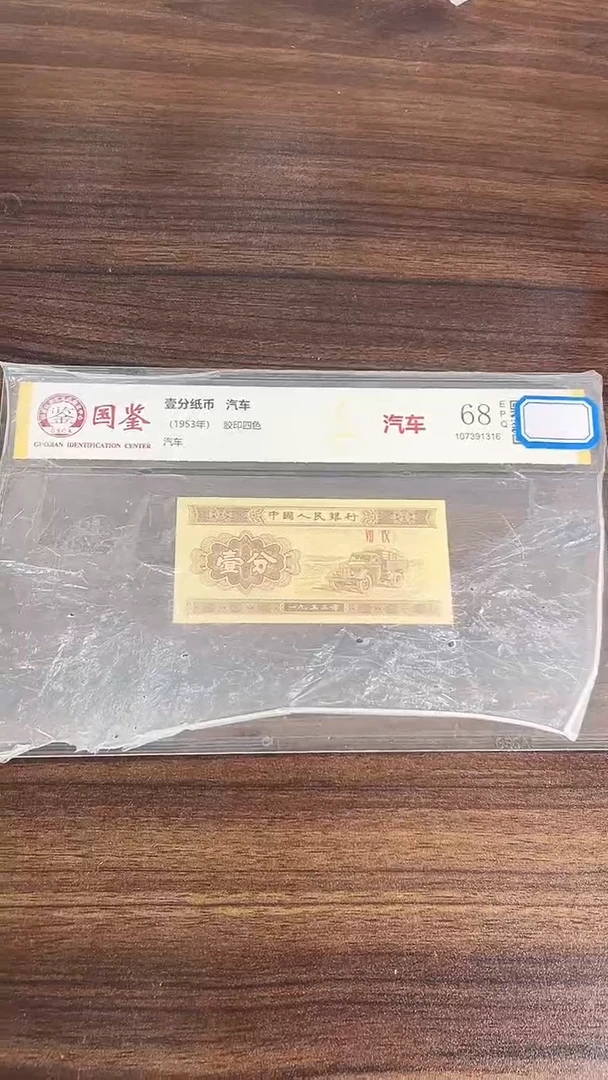 鉴
GSCA
国鉴
GUOJIAN IDENTIFICATION CENTER
壹分纸币 汽车
(1953年) 胶印四色
汽车
汽车
68
EPQ
107391316
中國人民銀行
壹分
一九五三年